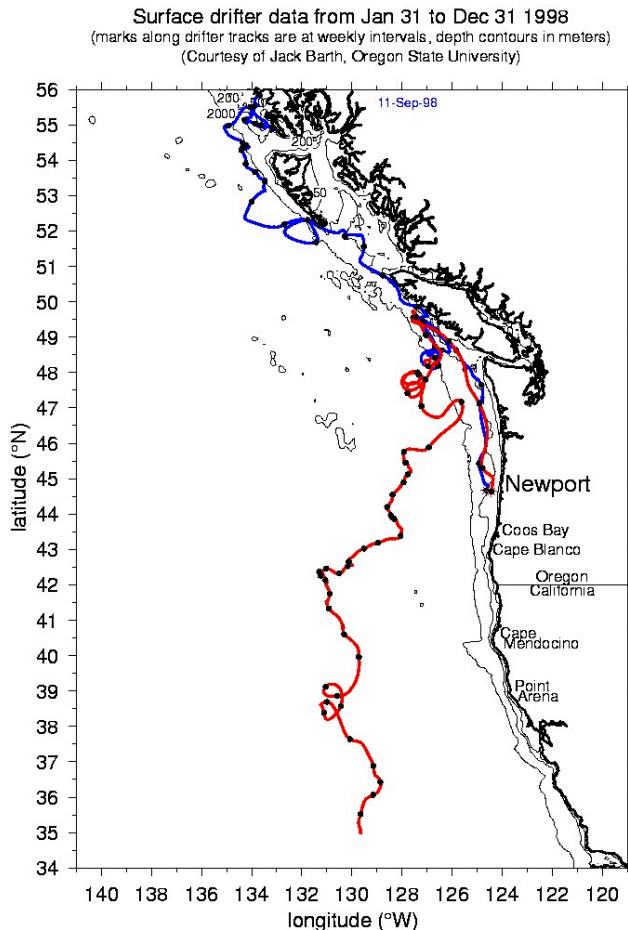 Surface drifter data from Jan 31 to Dec 31 1998
(marks along drifter tracks are at weekly intervals, depth contours in meters)
(Courtesy of Jack Barth, Oregon State University)
11-Sep-98
56
55
54
53
52
51
50
49
48
47
46
45
44
43
42
41
40
39
38
37
36
35
34
latitude (°N)
200
2000
200
50
Newport
Coos Bay
Cape Blanco
Oregon
California
Cape
Mendocino
Point
Arena
140 138 136 134 132 130 128 126 124 122 120
longitude (°W)